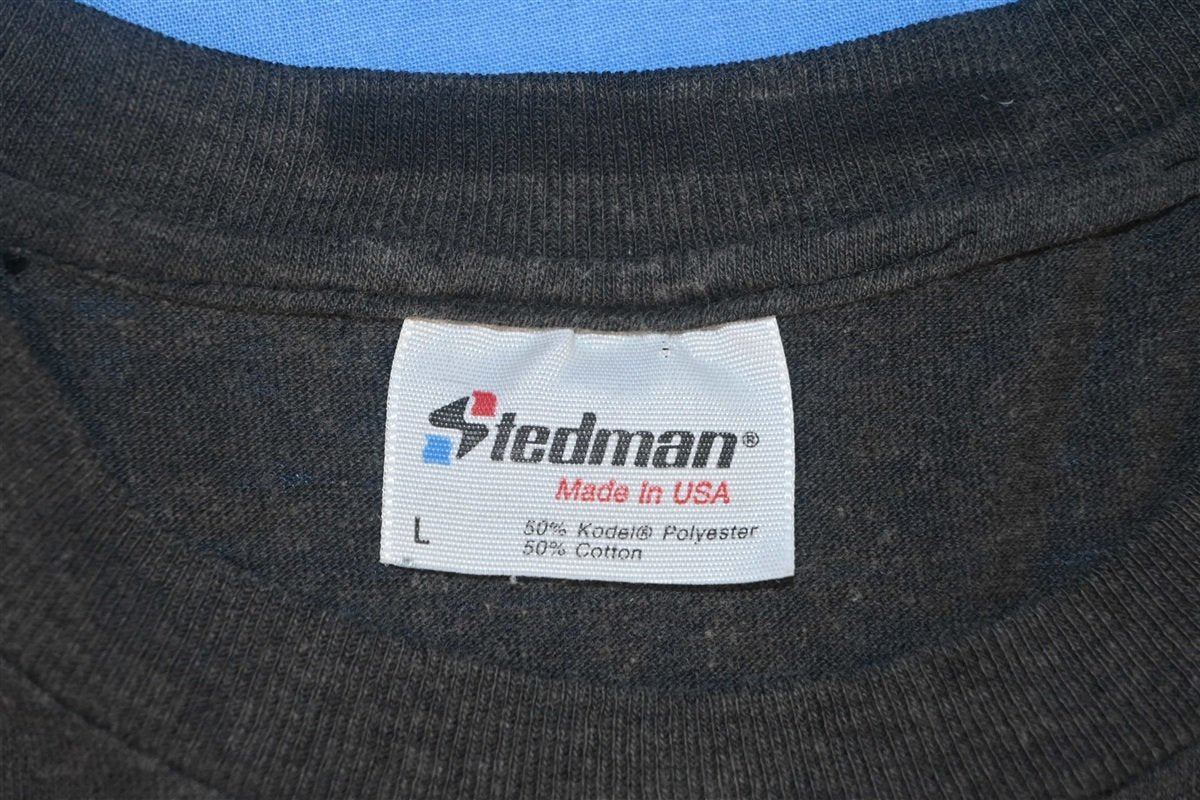 Stedman®
Made In USA
L
50% Kodel® Polyester
50% Cotton